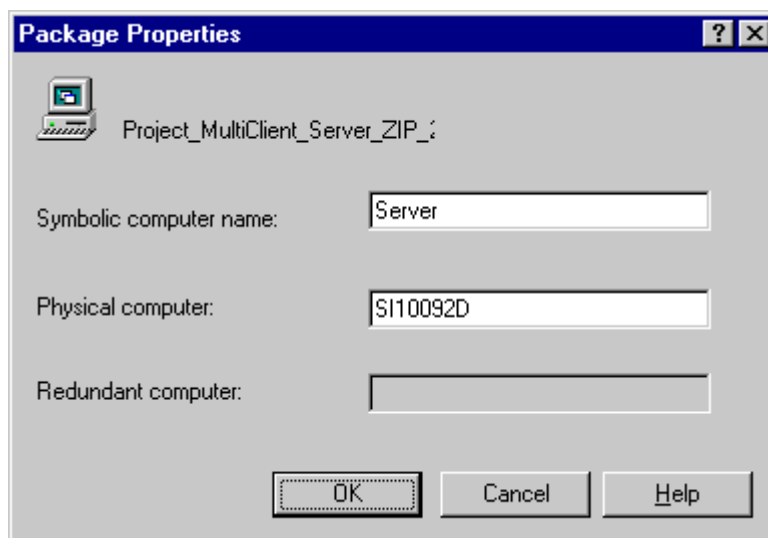 Package Properties
Project_MultiClient_Server_ZIP_
Symbolic computer name:
Server
Physical computer:
SI10092D
Redundant computer:
OK
Cancel
Help